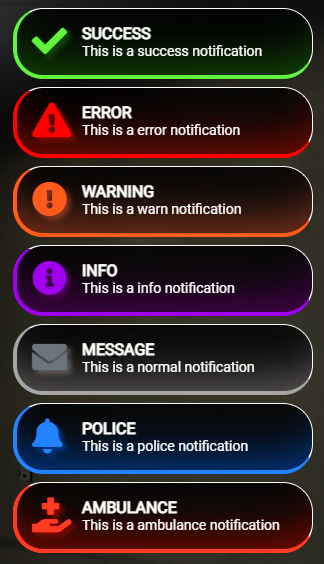 SUCCESS
This is a success notification
ERROR
This is a error notification
WARNING
This is a warn notification
INFO
This is a info notification
MESSAGE
This is a normal notification
POLICE
This is a police notification
AMBULANCE
This is a ambulance notification